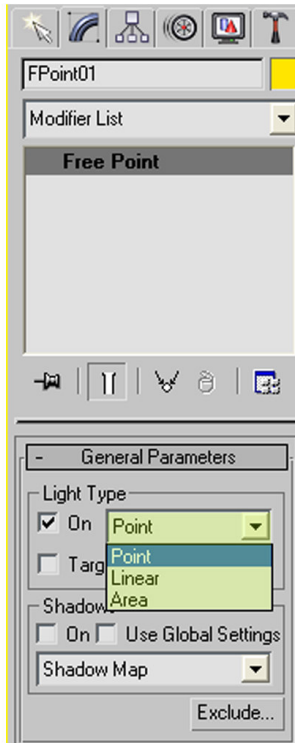 FPoint01
Modifier List
Free Point
- General Parameters
Light Type
On Point
Targ Point
Linear
Area
Shadow
On Use Global Settings
Shadow Map
Exclude...